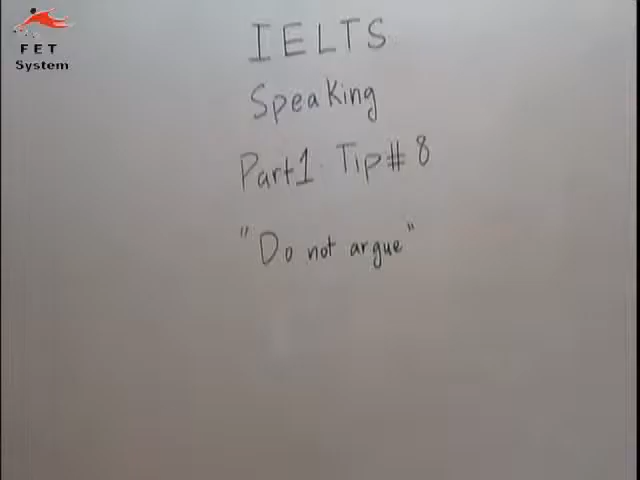 FET
System
IELTS
Speaking
Part1. Tip# 8
"Do not argue"